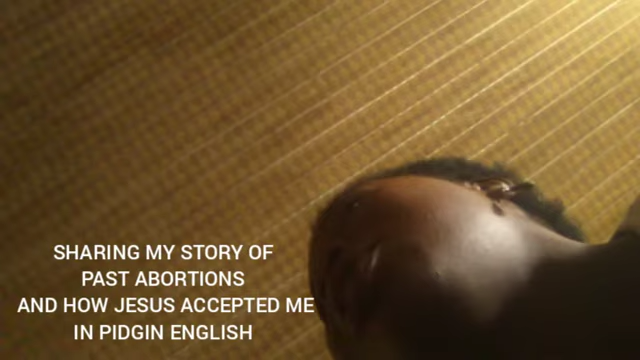 SHARING MY STORY OF
PAST ABORTIONS
AND HOW JESUS ACCEPTED ME
IN PIDGIN ENGLISH